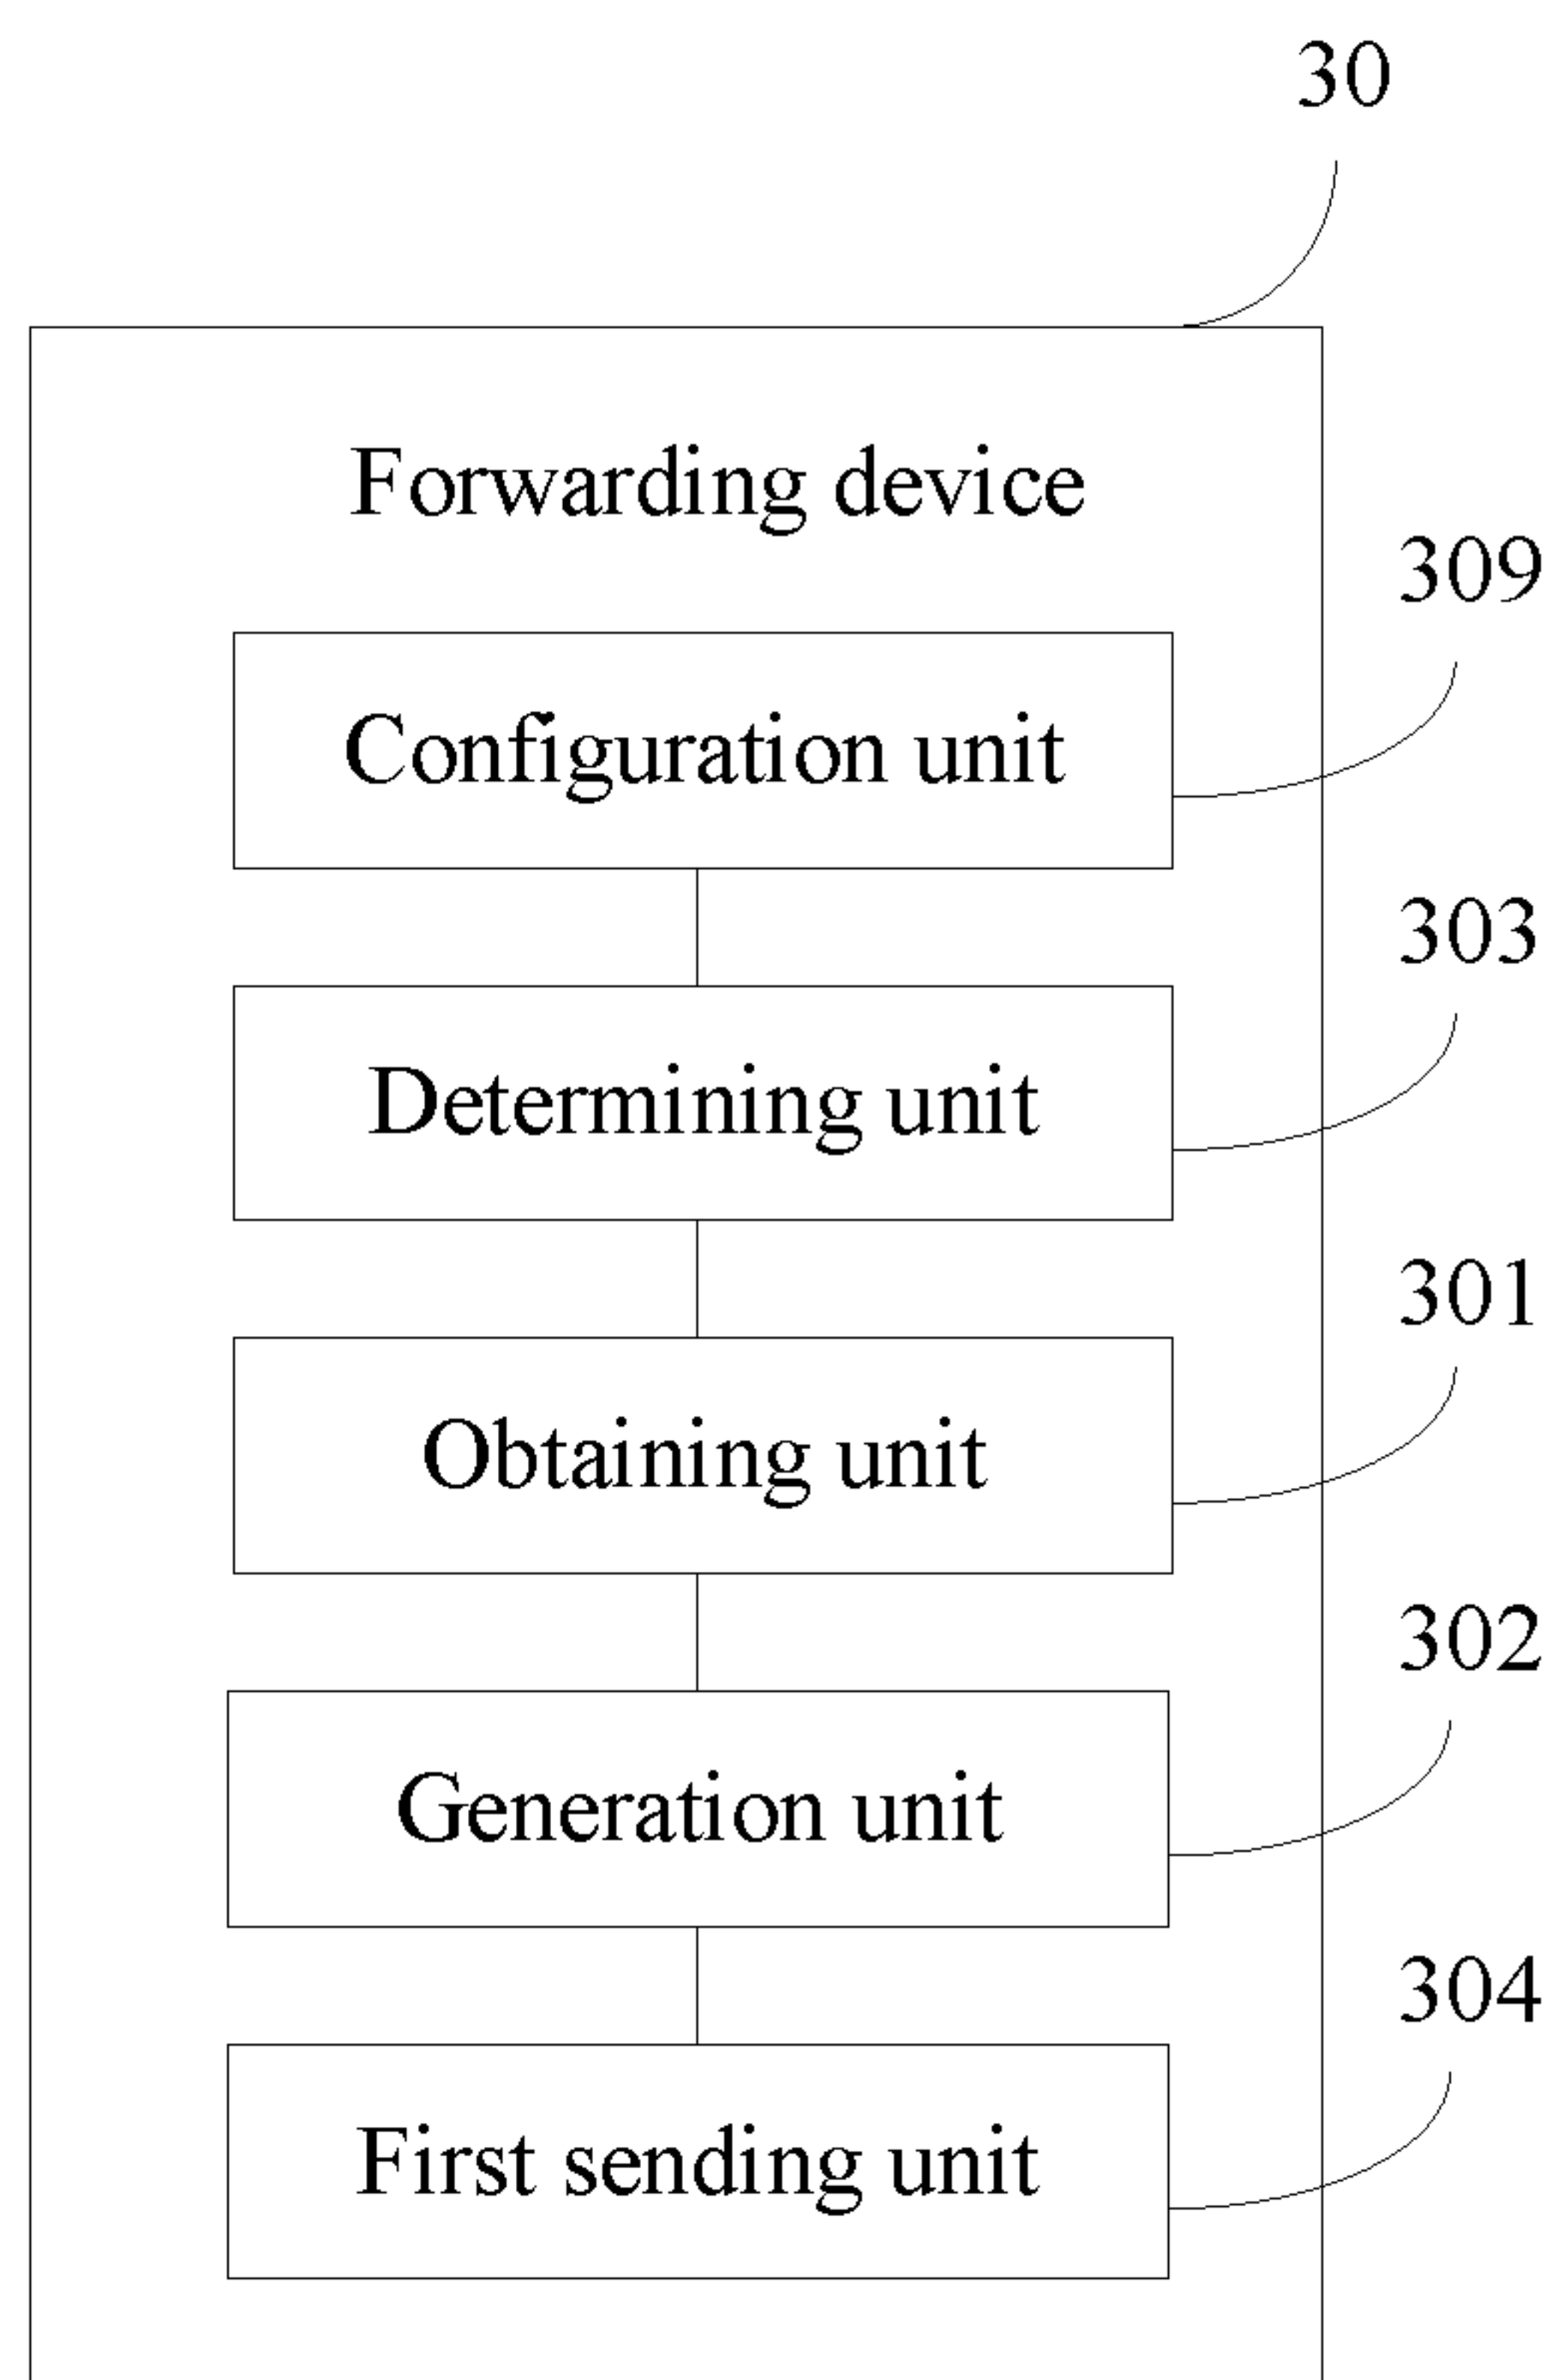 30
Forwarding device
309
Configuration unit
303
Determining unit
301
Obtaining unit
302
Generation unit
304
First sending unit